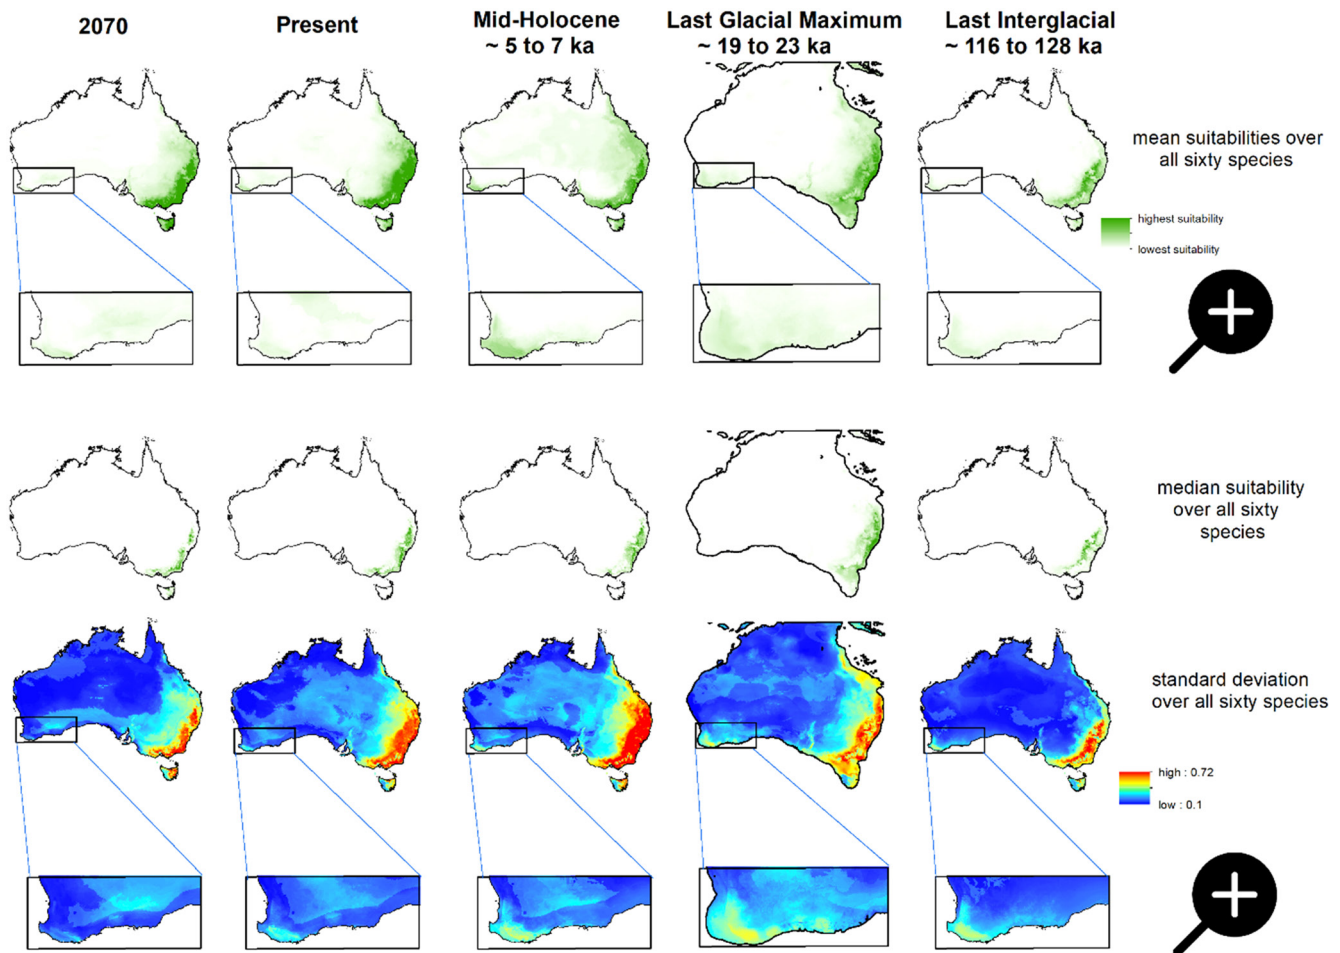 2070
Present
Mid-Holocene
~ 5 to 7 ka
Last Glacial Maximum
~ 19 to 23 ka
Last Interglacial
~ 116 to 128 ka
mean suitabilities over
all sixty species
highest suitability
lowest suitability
median suitability
over all sixty
species
standard deviation
over all sixty species
high : 0.72
low : 0.1